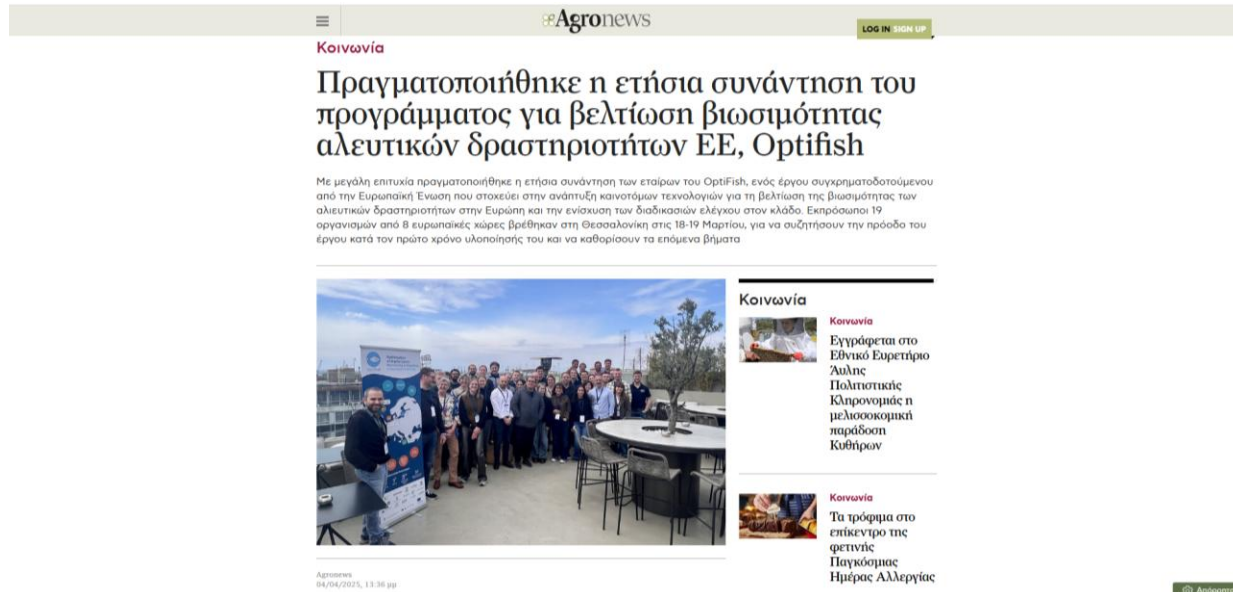 Agronews
LOG IN SIGN UP
Κοινωνία
Πραγματοποιήθηκε η ετήσια συνάντηση του
προγράμματος για βελτίωση βιωσιμότητας
αλευτικών δραστηριοτήτων ΕΕ, Optifish
Με μεγάλη επιτυχία πραγματοποιήθηκε η ετήσια συνάντηση των εταίρων του OptiFish, ενός έργου συγχρηματοδοτούμενου
από την Ευρωπαϊκή Ένωση που στοχεύει στην ανάπτυξη καινοτόμων τεχνολογιών για τη βελτίωση της βιωσιμότητας των
αλιευτικών δραστηριοτήτων στην Ευρώπη και την ενίσχυση των διαδικασιών ελέγχου στον κλάδο. Εκπρόσωποι 19
οργανισμών από 8 ευρωπαϊκές χώρες βρέθηκαν στη Θεσσαλονίκη στις 18-19 Μαρτίου, για να συζητήσουν την πρόοδο του
έργου κατά τον πρώτο χρόνο υλοποίησής του και να καθορίσουν τα επόμενα βήματα
Κοινωνία
Κοινωνία
Εγγράφεται στο
Εθνικό Ευρετήριο
Άυλης
Πολιτιστικής
Κληρονομιάς η
μελισσοκομική
παράδοση
Κυθήρων
Κοινωνία
Τα τρόφιμα στο
επίκεντρο της
φετινής
Παγκόσμιας
Ημέρας Αλλεργίας
Agronews
04/04/2025, 13:36 μμ